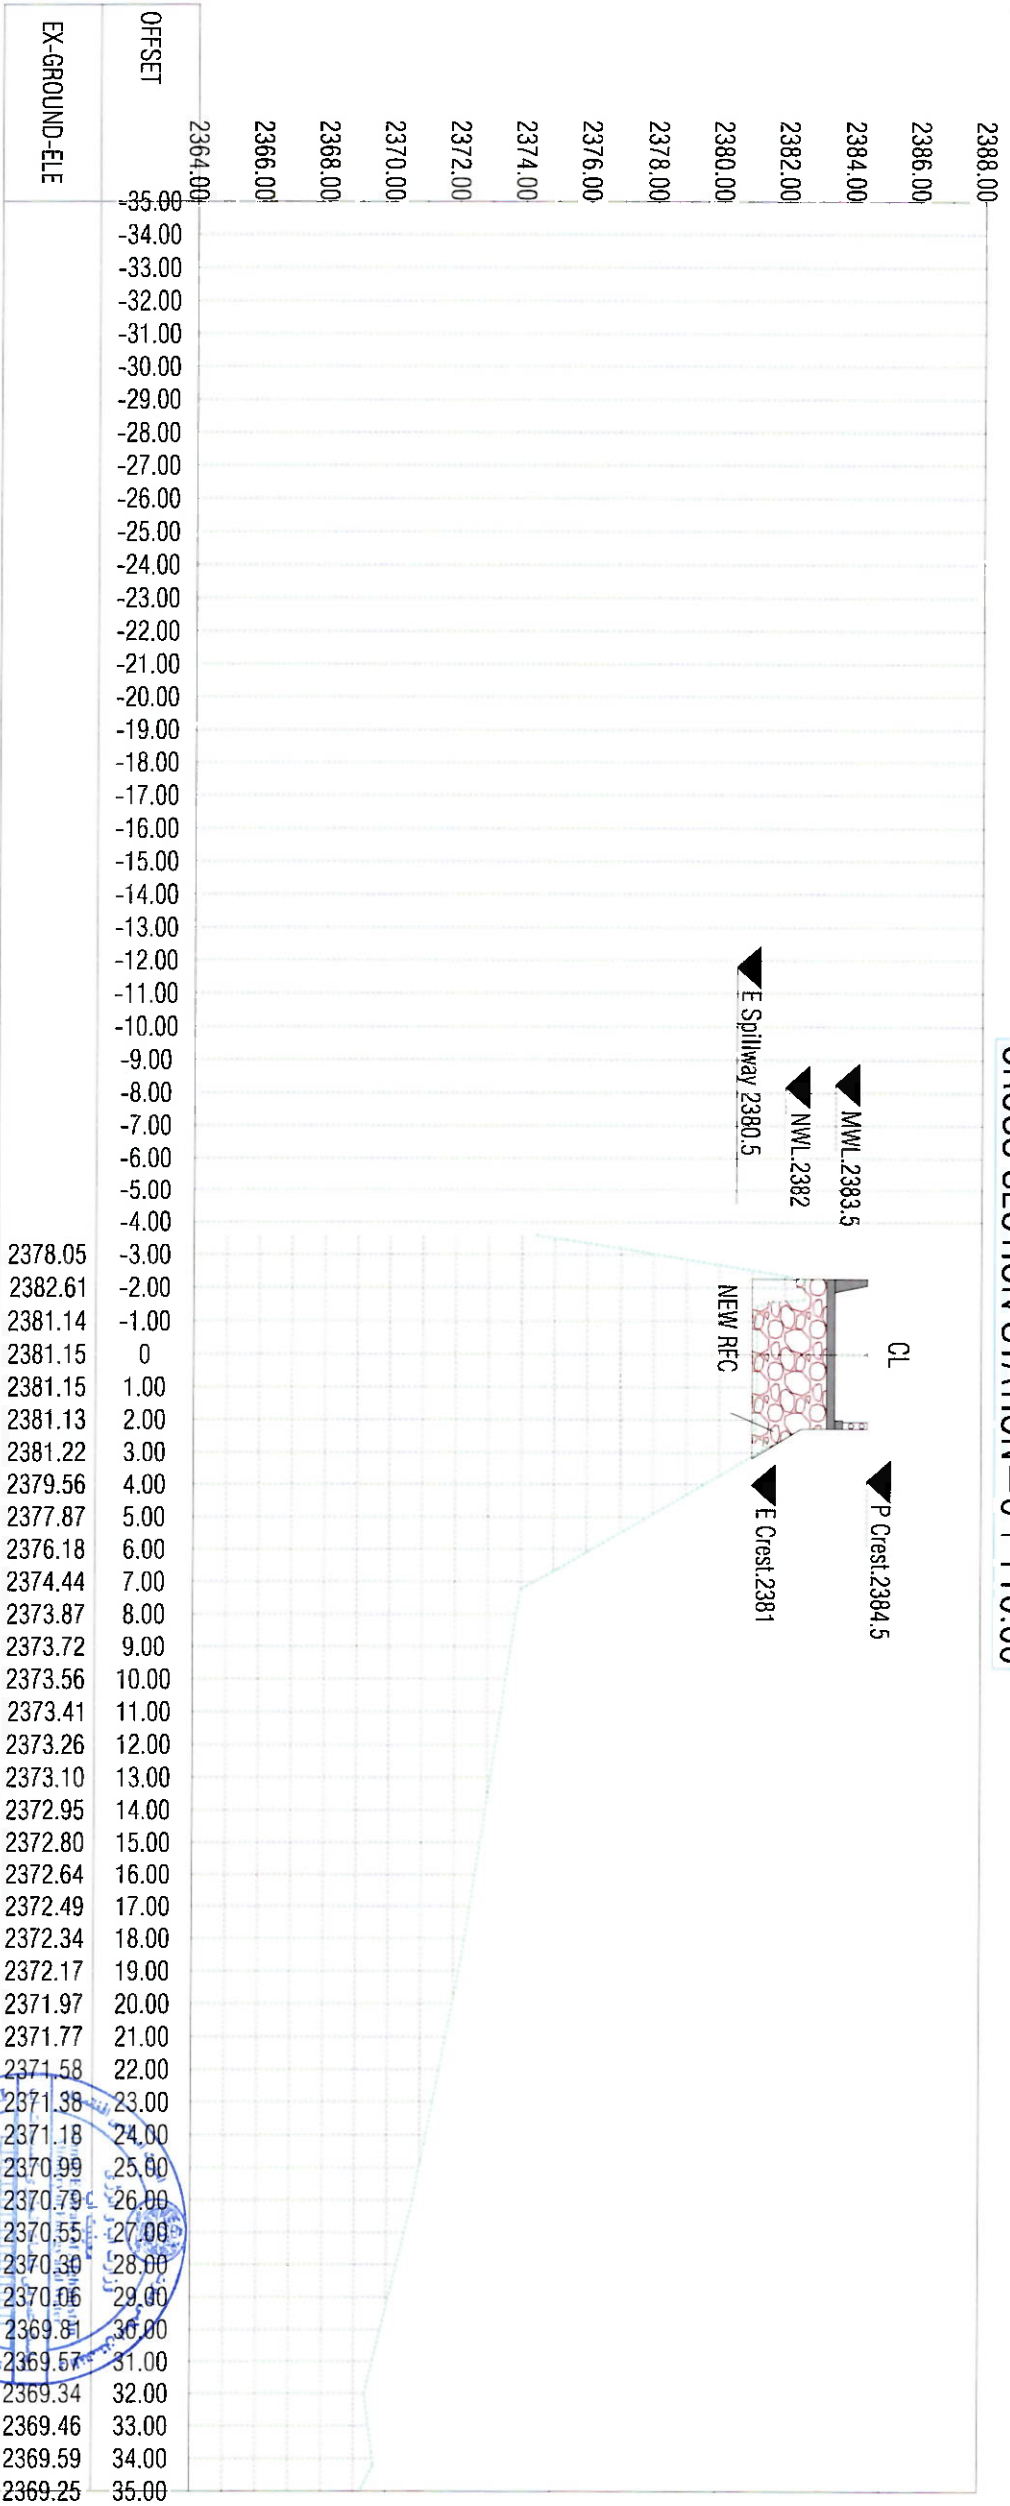 2388.00
2386.00
2384.00
2382.00
2380.00
2378.00
2376.00
2374.00
2372.00
2370.00
2368.00
2366.00
2364.00
MWL.2383.5
NWL.2382
E Spillway 2380.5
CL
NEW RFC
P Crest.2384.5
E Crest.2381
OFFSET -35.00 -34.00 -33.00 -32.00 -31.00 -30.00 -29.00 -28.00 -27.00 -26.00 -25.00 -24.00 -23.00 -22.00 -21.00 -20.00 -19.00 -18.00 -17.00 -16.00 -15.00 -14.00 -13.00 -12.00 -11.00 -10.00 -9.00 -8.00 -7.00 -6.00 -5.00 -4.00 -3.00 -2.00 -1.00 0 1.00 2.00 3.00 4.00 5.00 6.00 7.00 8.00 9.00 10.00 11.00 12.00 13.00 14.00 15.00 16.00 17.00 18.00 19.00 20.00 21.00 22.00 23.00 24.00 25.00 26.00 27.00 28.00 29.00 30.00 31.00 32.00 33.00 34.00 35.00
EX-GROUND-ELE 2378.05 2382.61 2381.14 2381.15 2381.15 2381.13 2381.22 2379.56 2377.87 2376.18 2374.44 2373.87 2373.72 2373.56 2373.41 2373.26 2373.10 2372.95 2372.80 2372.64 2372.49 2372.34 2372.17 2371.97 2371.77 2371.58 2371.38 2371.18 2370.99 2370.79 2370.55 2370.30 2370.06 2369.81 2369.57 2369.34 2369.46 2369.59 2369.25